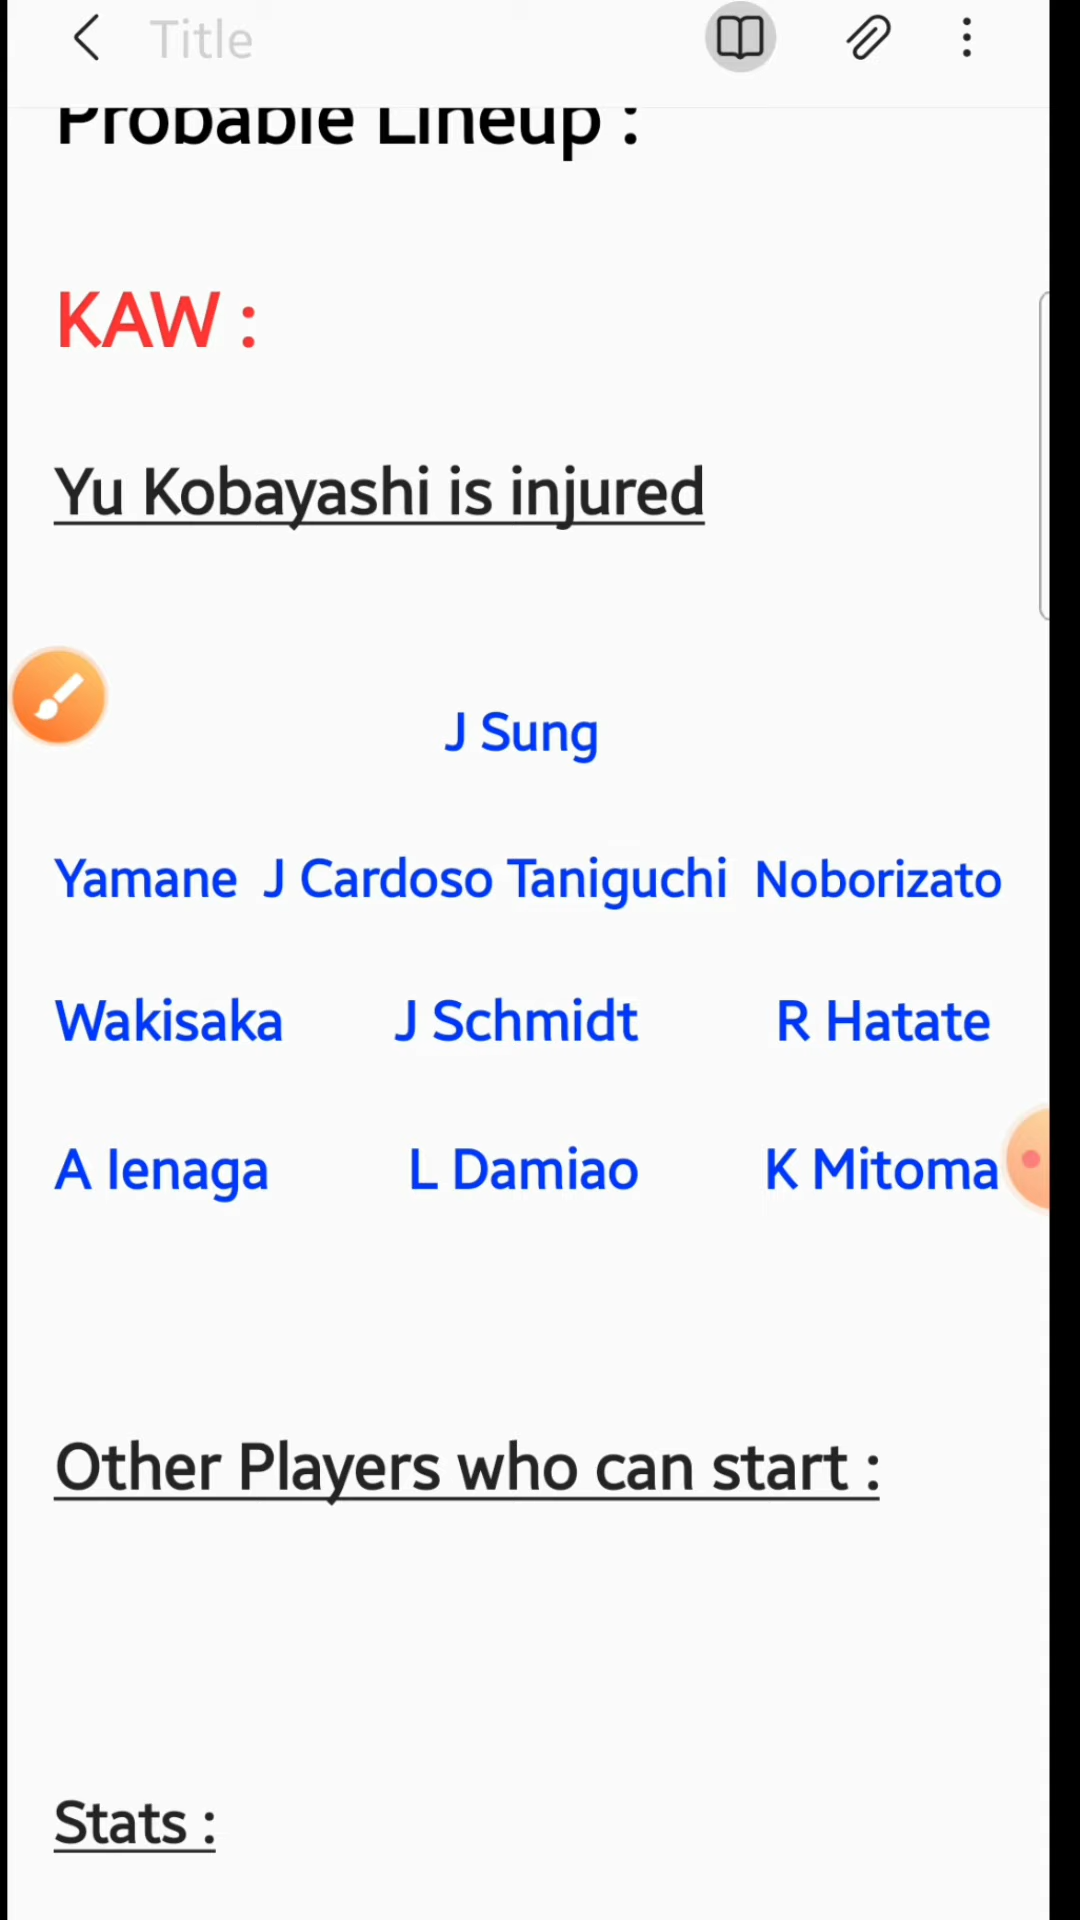 Title
Probable Lineup :
KAW :
Yu Kobayashi is injured
J Sung
Yamane J Cardoso Taniguchi Noborizato
Wakisaka J Schmidt R Hatate
A Ienaga L Damiao K Mitoma
Other Players who can start :
Stats :